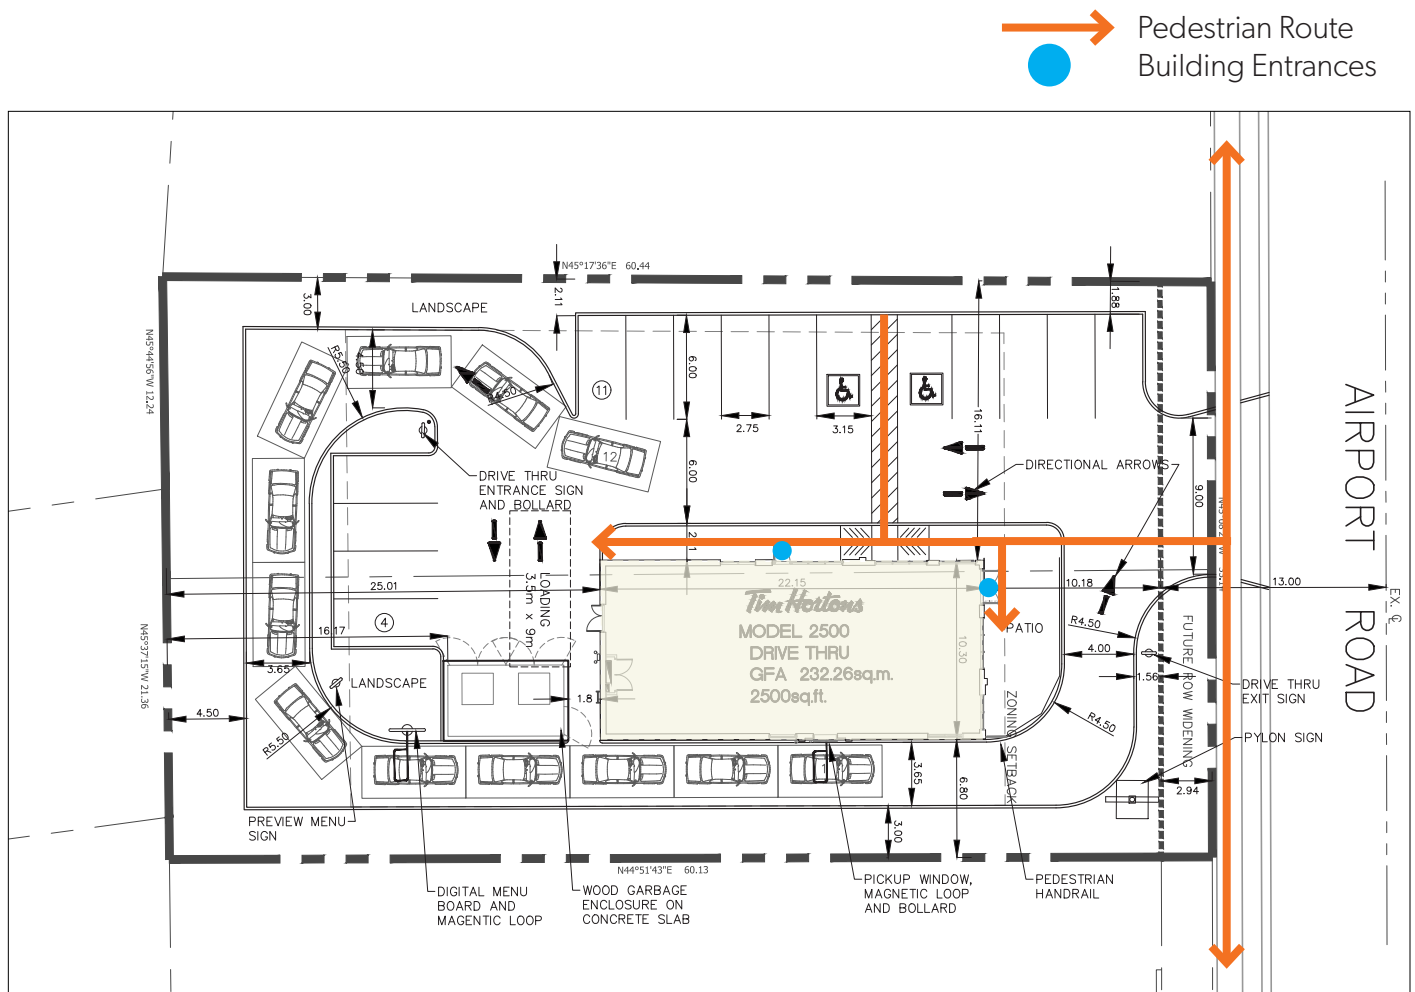 Pedestrian Route
Building Entrances
N45°17'36"E 60.44
3.00
LANDSCAPE
2.11
1.88
N45°44'56"W 12.24
R5.50
R4.50
11
6.00
2.75
3.15
16.11
12
DRIVE THRU
ENTRANCE SIGN
AND BOLLARD
6.00
DIRECTIONAL ARROWS
9.00
AIRPORT ROAD
LOADING
3.5m x 9m
25.01
22.15
10.18
13.00
EX. ℄
Tim Hortons
MODEL 2500
DRIVE THRU
GFA 232.26sq.m.
2500sq.ft.
10.30
PATIO
R4.50
4
16.17
4.00
N45°37'15"W 21.36
3.65
LANDSCAPE
1.8
1.56
FUTURE ROW WIDENING
DRIVE THRU
EXIT SIGN
4.50
R5.50
ZONING SETBACK
R4.50
PYLON SIGN
1
3.65
6.80
2.94
PREVIEW MENU
SIGN
3.00
N44°51'43"E 60.13
DIGITAL MENU
BOARD AND
MAGENTIC LOOP
WOOD GARBAGE
ENCLOSURE ON
CONCRETE SLAB
PICKUP WINDOW,
MAGNETIC LOOP
AND BOLLARD
PEDESTRIAN
HANDRAIL